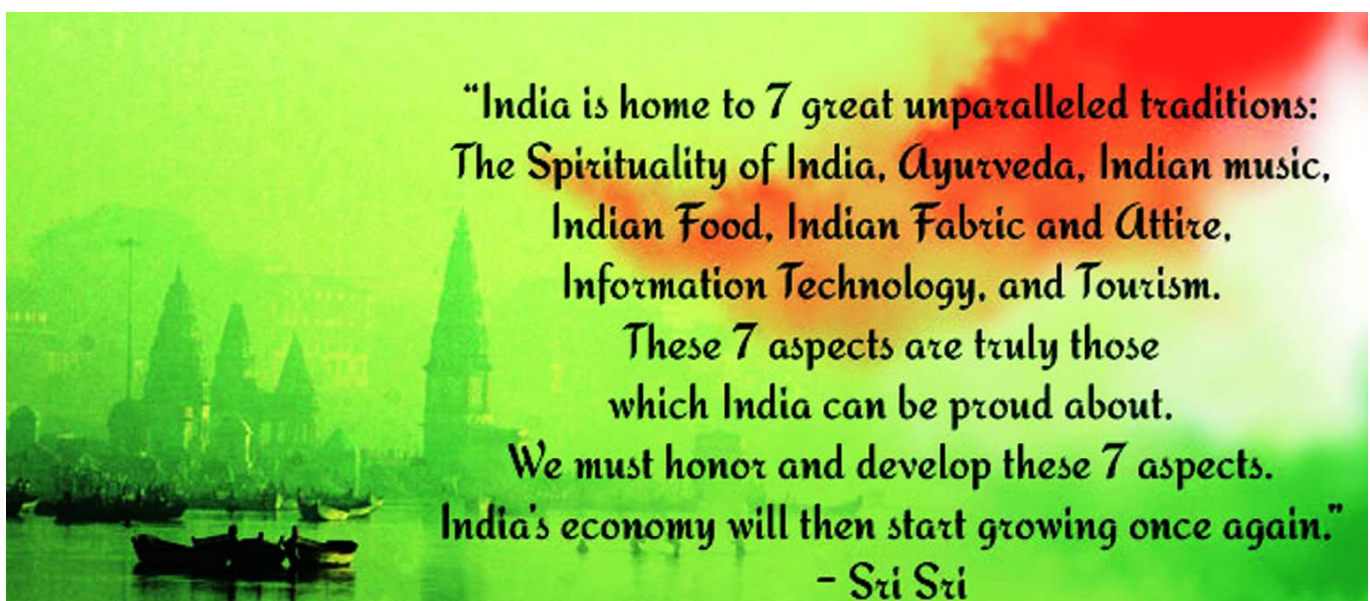 “India is home to 7 great unparalleled traditions:
The Spirituality of India, Ayurveda, Indian music,
Indian Food, Indian Fabric and Attire,
Information Technology, and Tourism.
These 7 aspects are truly those
which India can be proud about.
We must honor and develop these 7 aspects.
India's economy will then start growing once again.”
- Sri Sri